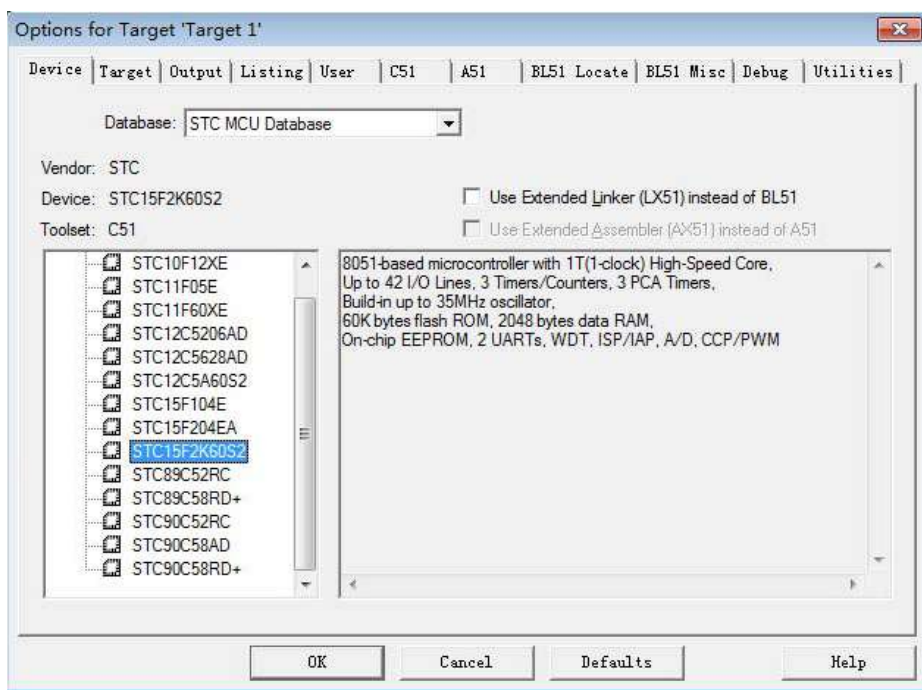 Options for Target 'Target 1'
Device Target Output Listing User C51 A51 BL51 Locate BL51 Misc Debug Utilities
Database: STC MCU Database
Vendor: STC
Device: STC15F2K60S2
Use Extended Linker (LX51) instead of BL51
Toolset: C51
Use Extended Assembler (AX51) instead of A51
STC10F12XE
STC11F05E
STC11F60XE
STC12C5206AD
STC12C5628AD
STC12C5A60S2
STC15F104E
STC15F204EA
STC15F2K60S2
STC89C52RC
STC89C58RD+
STC90C52RC
STC90C58AD
STC90C58RD+
8051-based microcontroller with 1T(1-clock) High-Speed Core,
Up to 42 I/O Lines, 3 Timers/Counters, 3 PCA Timers,
Build-in up to 35MHz oscillator,
60K bytes flash ROM, 2048 bytes data RAM,
On-chip EEPROM, 2 UARTs, WDT, ISP/IAP, A/D, CCP/PWM
OK Cancel Defaults Help